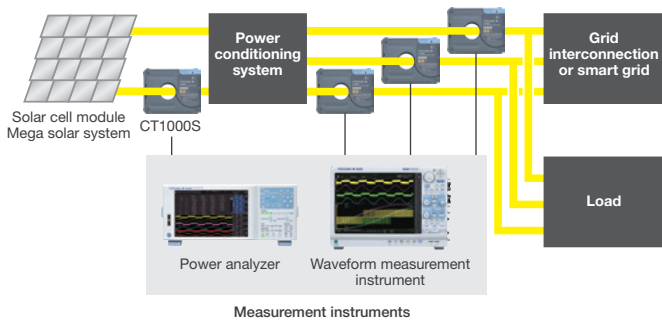 Power
conditioning
system
Grid
interconnection
or smart grid
Solar cell module
Mega solar system
CT1000S
Load
Power analyzer
Waveform measurement
instrument
Measurement instruments